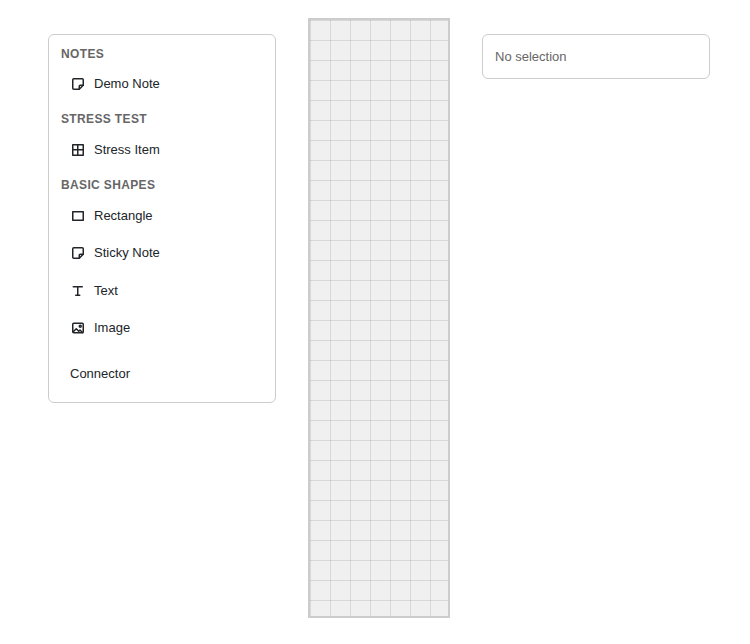 NOTES
Demo Note
STRESS TEST
Stress Item
BASIC SHAPES
Rectangle
Sticky Note
Text
Image
Connector
No selection